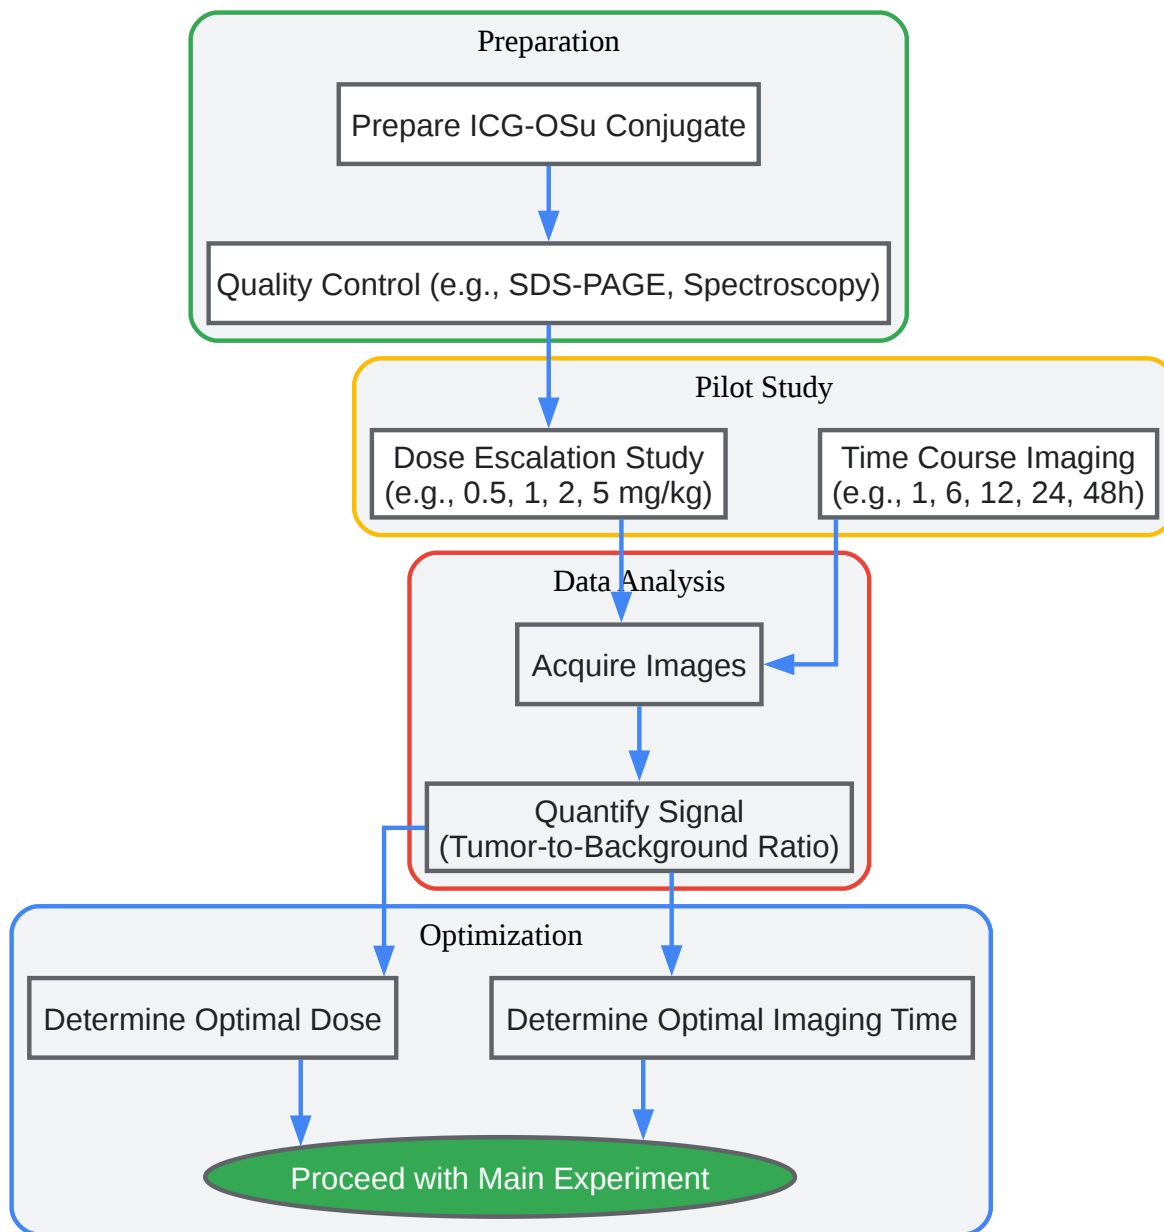 Preparation
Prepare ICG-OSu Conjugate
Quality Control (e.g., SDS-PAGE, Spectroscopy)
Pilot Study
Dose Escalation Study
(e.g., 0.5, 1, 2, 5 mg/kg)
Time Course Imaging
(e.g., 1, 6, 12, 24, 48h)
Data Analysis
Acquire Images
Quantify Signal
(Tumor-to-Background Ratio)
Optimization
Determine Optimal Dose
Determine Optimal Imaging Time
Proceed with Main Experiment